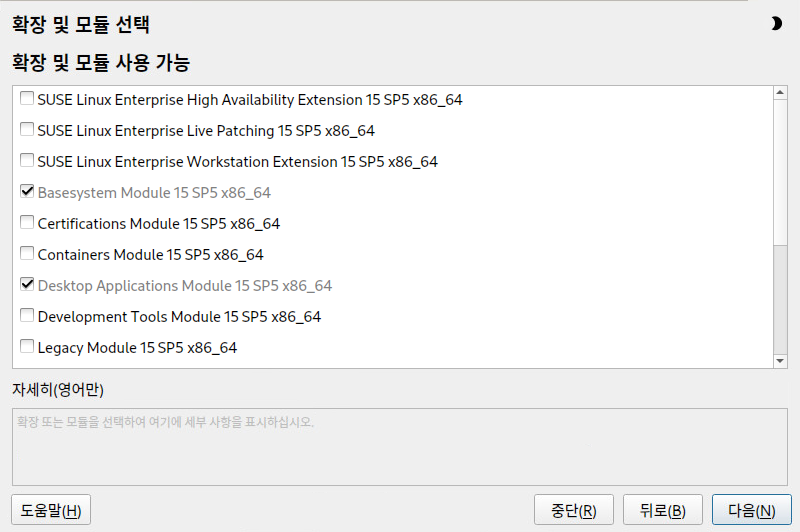 확장 및 모듈 선택
확장 및 모듈 사용 가능
SUSE Linux Enterprise High Availability Extension 15 SP5 x86_64
SUSE Linux Enterprise Live Patching 15 SP5 x86_64
SUSE Linux Enterprise Workstation Extension 15 SP5 x86_64
Basesystem Module 15 SP5 x86_64
Certifications Module 15 SP5 x86_64
Containers Module 15 SP5 x86_64
Desktop Applications Module 15 SP5 x86_64
Development Tools Module 15 SP5 x86_64
Legacy Module 15 SP5 x86_64
자세히(영어만)
확장 또는 모듈을 선택하여 여기에 세부 사항을 표시하십시오.
도움말(H) 중단(R) 뒤로(B) 다음(N)